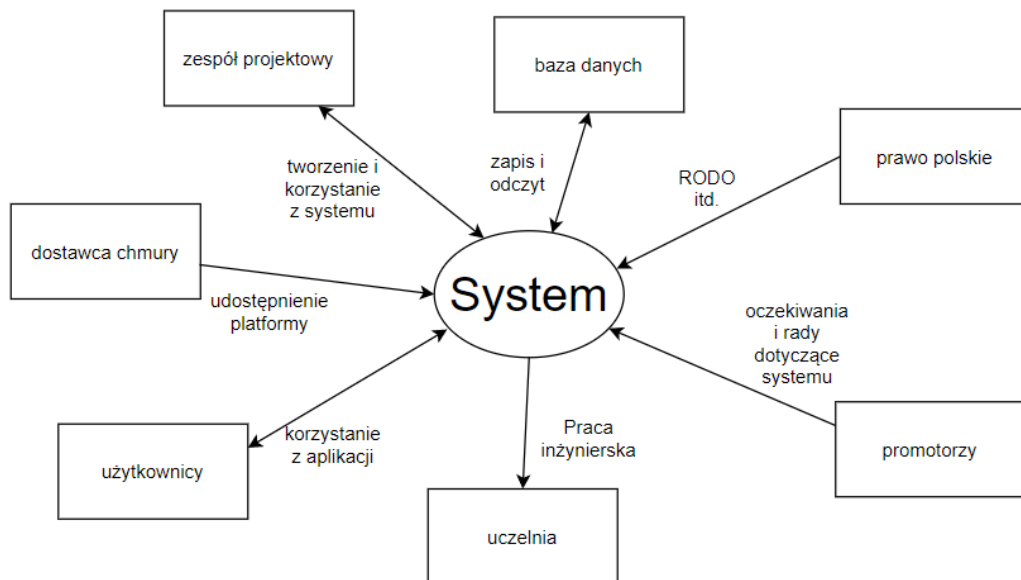 zespół projektowy
baza danych
prawo polskie
tworzenie i
korzystanie
z systemu
zapis i
odczyt
RODO
itd.
dostawca chmury
udostępnienie
platformy
System
oczekiwania
i rady
dotyczące
systemu
użytkownicy
korzystanie
z aplikacji
Praca
inżynierska
promotorzy
uczelnia